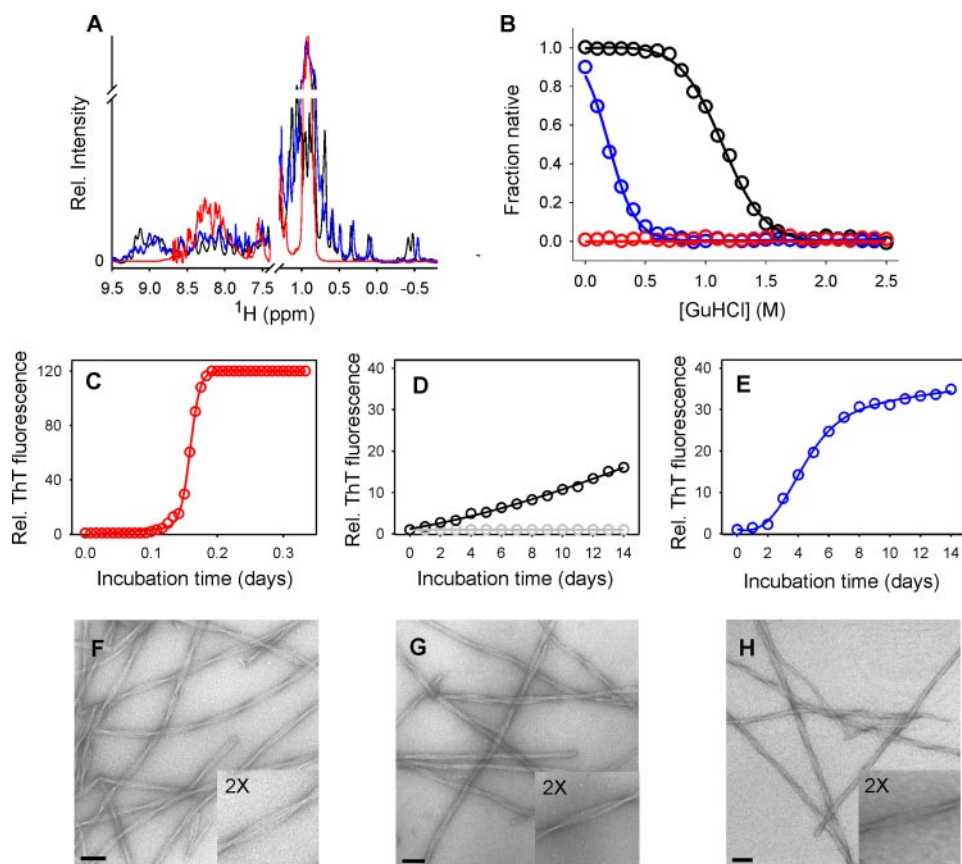 A
Rel. Intensity
0
9.5 9.0 8.5 8.0 7.5 1.0 0.5 0.0 -0.5
¹H (ppm)
B
Fraction native
1.0
0.8
0.6
0.4
0.2
0.0
0.0 0.5 1.0 1.5 2.0 2.5
[GuHCl] (M)
C
Rel. ThT fluorescence
120
80
40
0
0.0 0.1 0.2 0.3
Incubation time (days)
D
Rel. ThT fluorescence
40
30
20
10
0
0 2 4 6 8 10 12 14
Incubation time (days)
E
Rel. ThT fluorescence
40
30
20
10
0
0 2 4 6 8 10 12 14
Incubation time (days)
F
2X
G
2X
H
2X